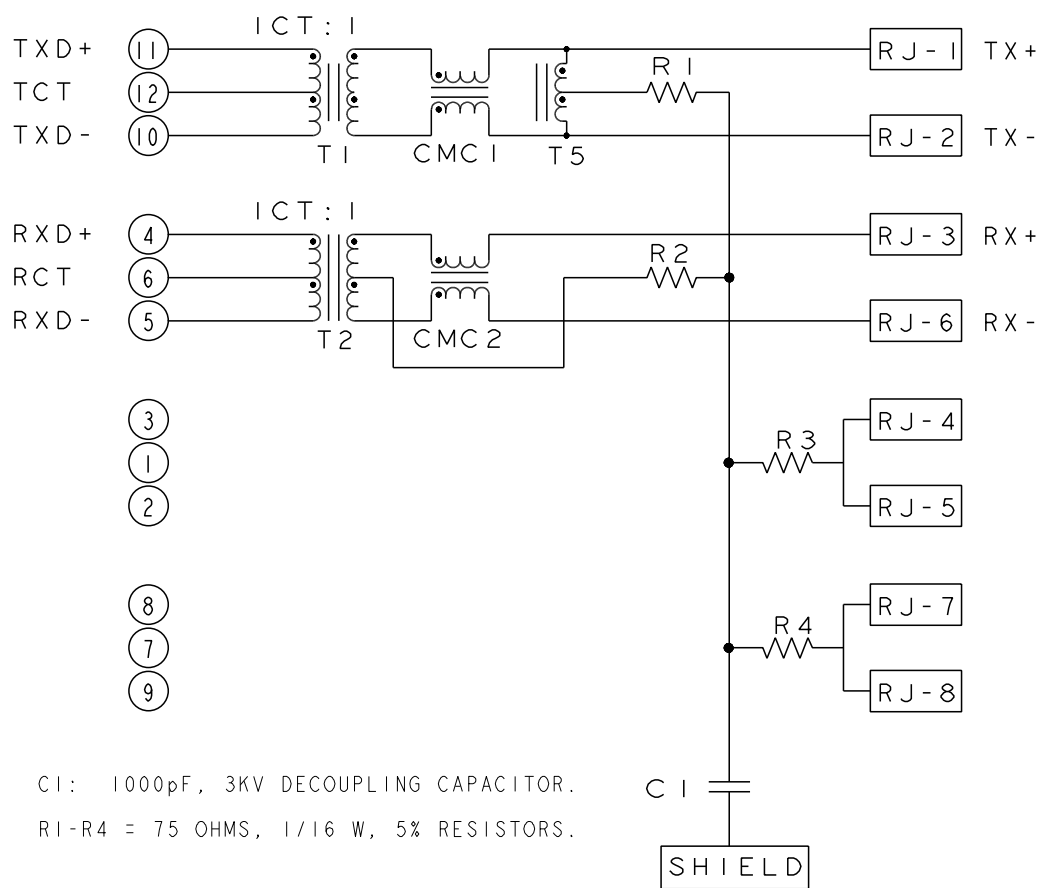 1CT:1
TXD+ 11 RJ-1 TX+
R1
TCT 12
TXD- 10 RJ-2 TX-
T1 CMC1 T5
1CT:1
RXD+ 4 RJ-3 RX+
R2
RCT 6
RXD- 5 RJ-6 RX-
T2 CMC2
3 RJ-4
R3
1
2 RJ-5
8 RJ-7
R4
7
9 RJ-8
C1: 1000pF, 3KV DECOUPLING CAPACITOR.
C1
R1-R4 = 75 OHMS, 1/16 W, 5% RESISTORS.
SHIELD